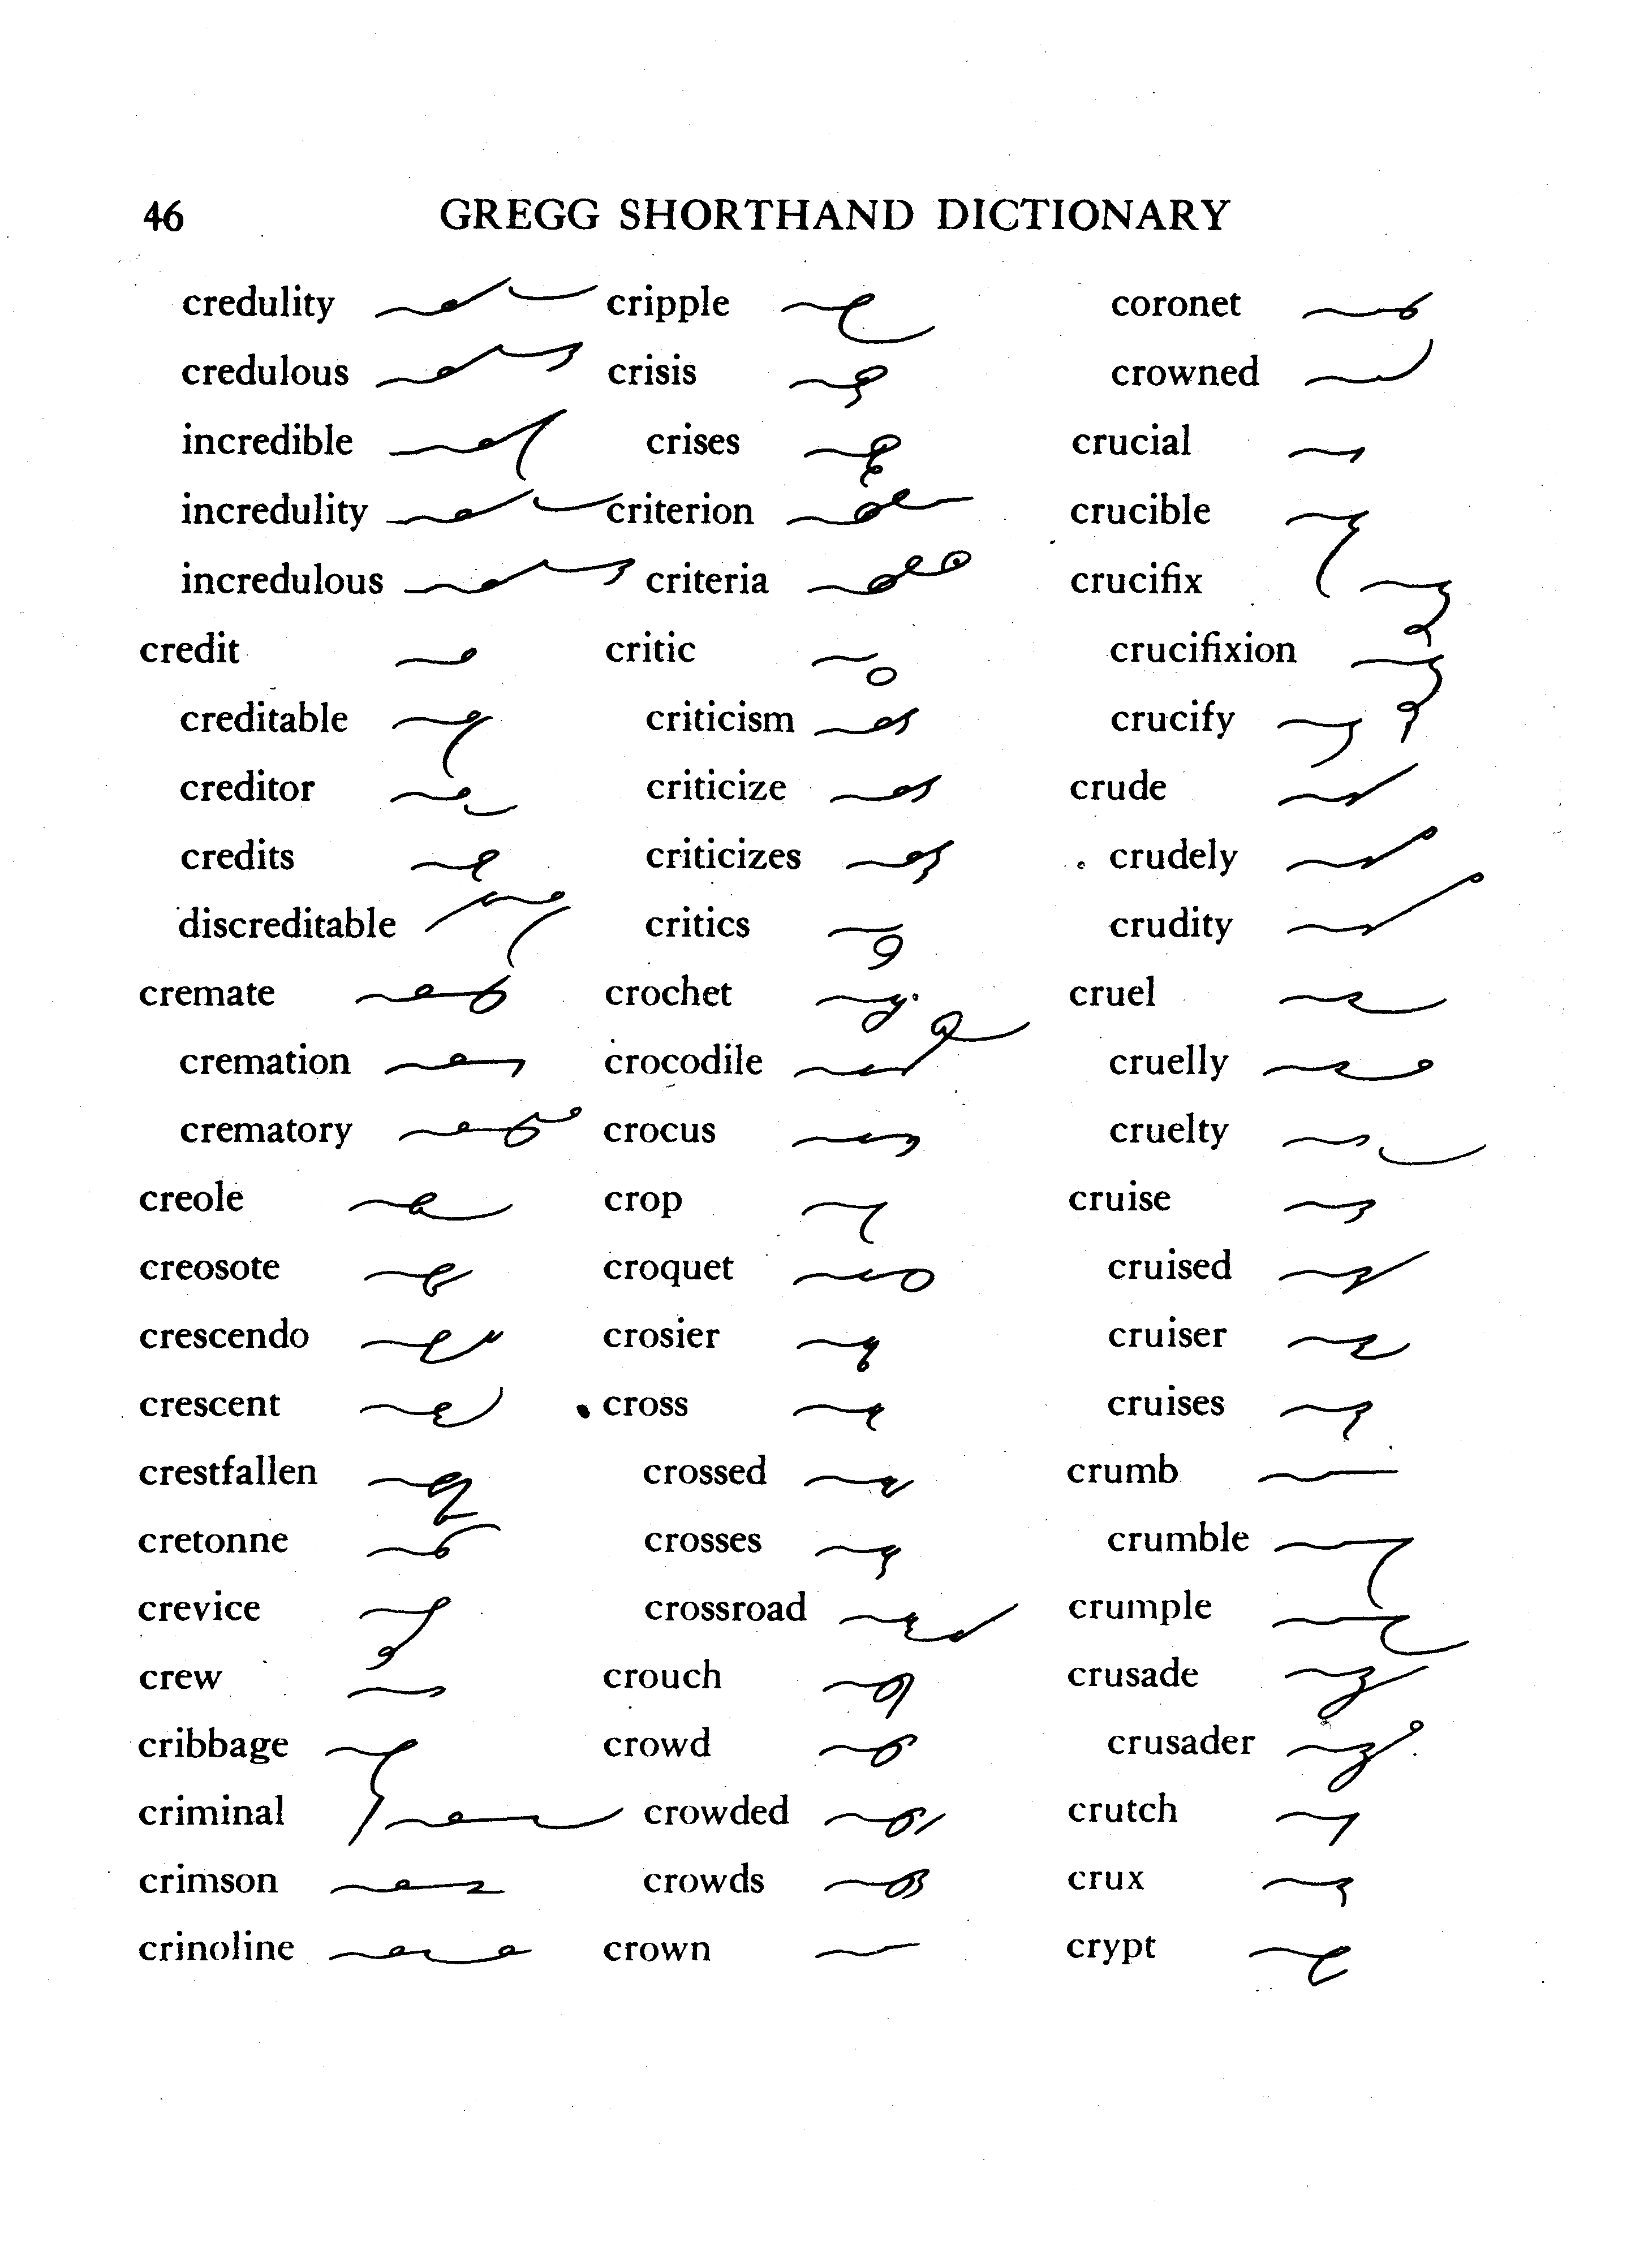 46 GREGG SHORTHAND DICTIONARY
credulity
credulous
incredible
incredulity
incredulous
credit
creditable
creditor
credits
discreditable
cremate
cremation
crematory
creole
creosote
crescendo
crescent
crestfallen
cretonne
crevice
crew
cribbage
criminal
crimson
crinoline
cripple
crisis
crises
criterion
criteria
critic
criticism
criticize
criticizes
critics
crochet
crocodile
crocus
crop
croquet
crosier
cross
crossed
crosses
crossroad
crouch
crowd
crowded
crowds
crown
coronet
crowned
crucial
crucible
crucifix
crucifixion
crucify
crude
crudely
crudity
cruel
cruelly
cruelty
cruise
cruised
cruiser
cruises
crumb
crumble
crumple
crusade
crusader
crutch
crux
crypt